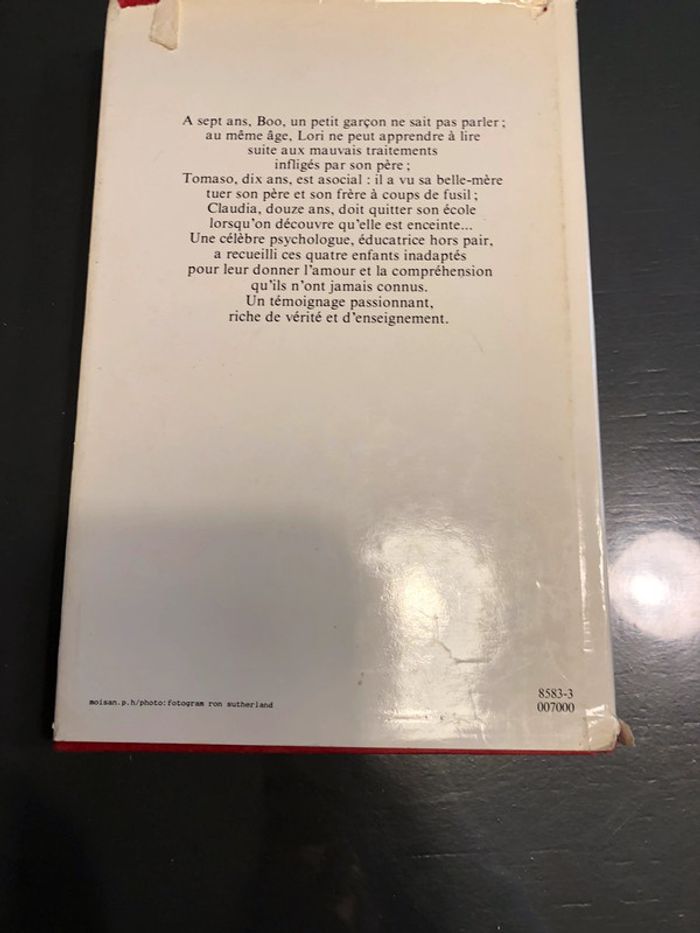 A sept ans, Boo, un petit garçon ne sait pas parler ;
au même âge, Lori ne peut apprendre à lire
suite aux mauvais traitements
infligés par son père ;
Tomaso, dix ans, est asocial : il a vu sa belle-mère
tuer son père et son frère à coups de fusil ;
Claudia, douze ans, doit quitter son école
lorsqu'on découvre qu'elle est enceinte...
Une célèbre psychologue, éducatrice hors pair,
a recueilli ces quatre enfants inadaptés
pour leur donner l'amour et la compréhension
qu'ils n'ont jamais connus.
Un témoignage passionnant,
riche de vérité et d'enseignement.
moisan.p.h/photo:fotogram ron sutherland
8583-3
007000